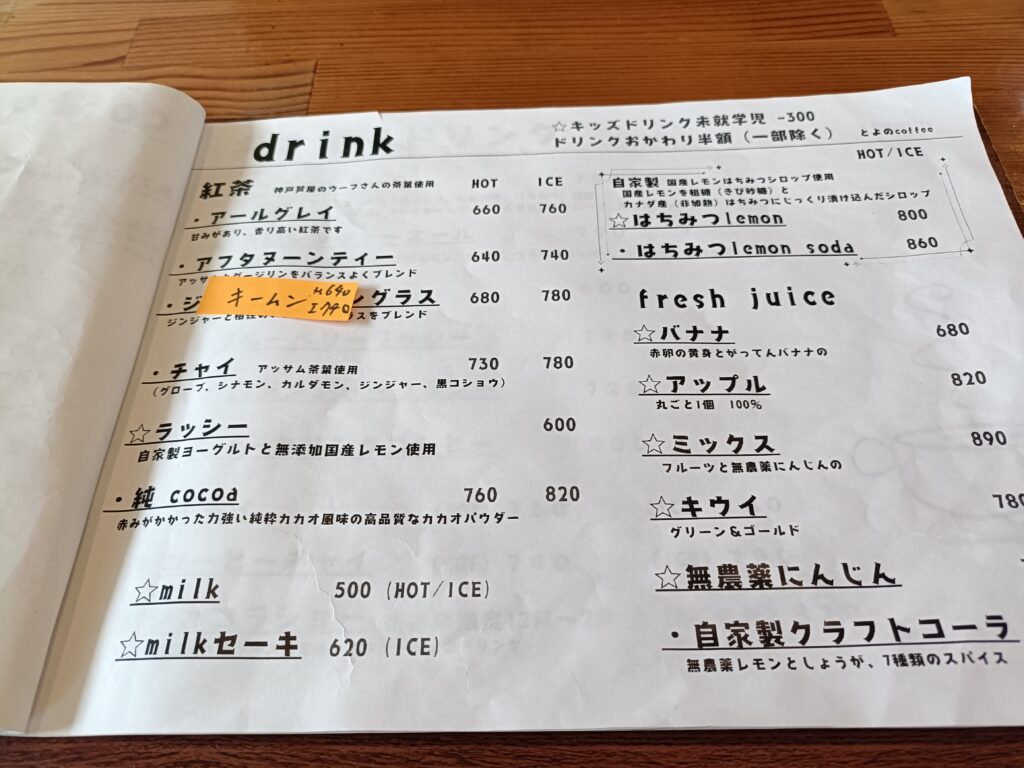 drink
☆キッズドリンク未就学児 -300
ドリンクおかわり半額（一部除く） とよのcoffee
紅茶 神戸芦屋のウーフさんの茶葉使用 HOT ICE
・アールグレイ 660 760
甘みがあり、香り高い紅茶です
・アフタヌーンティー 640 740
アッサムとダージリンをバランスよくブレンド
・ジ ングラス 680 780
キームン H640
I740
ジンジャーと相性の ラスをブレンド
・チャイ アッサム茶葉使用 730 780
（グローブ、シナモン、カルダモン、ジンジャー、黒コショウ）
☆ラッシー 600
自家製ヨーグルトと無添加国産レモン使用
・純 cocoa 760 820
赤みがかかった力強い純粋カカオ風味の高品質なカカオパウダー
☆milk 500 (HOT/ICE)
☆milkセーキ 620 (ICE)
HOT/ICE
自家製 国産レモンはちみつシロップ使用
国産レモンを粗糖（きび砂糖）と
カナダ産（非加熱）はちみつにじっくり漬け込んだシロップ
☆はちみつlemon 800
・はちみつlemon soda 860
fresh juice
☆バナナ 680
赤卵の黄身とがってんバナナの
☆アップル 820
丸ごと1個 100%
☆ミックス 890
フルーツと無農薬にんじんの
☆キウイ 780
グリーン＆ゴールド
☆無農薬にんじん
・自家製クラフトコーラ
無農薬レモンとしょうが、7種類のスパイス